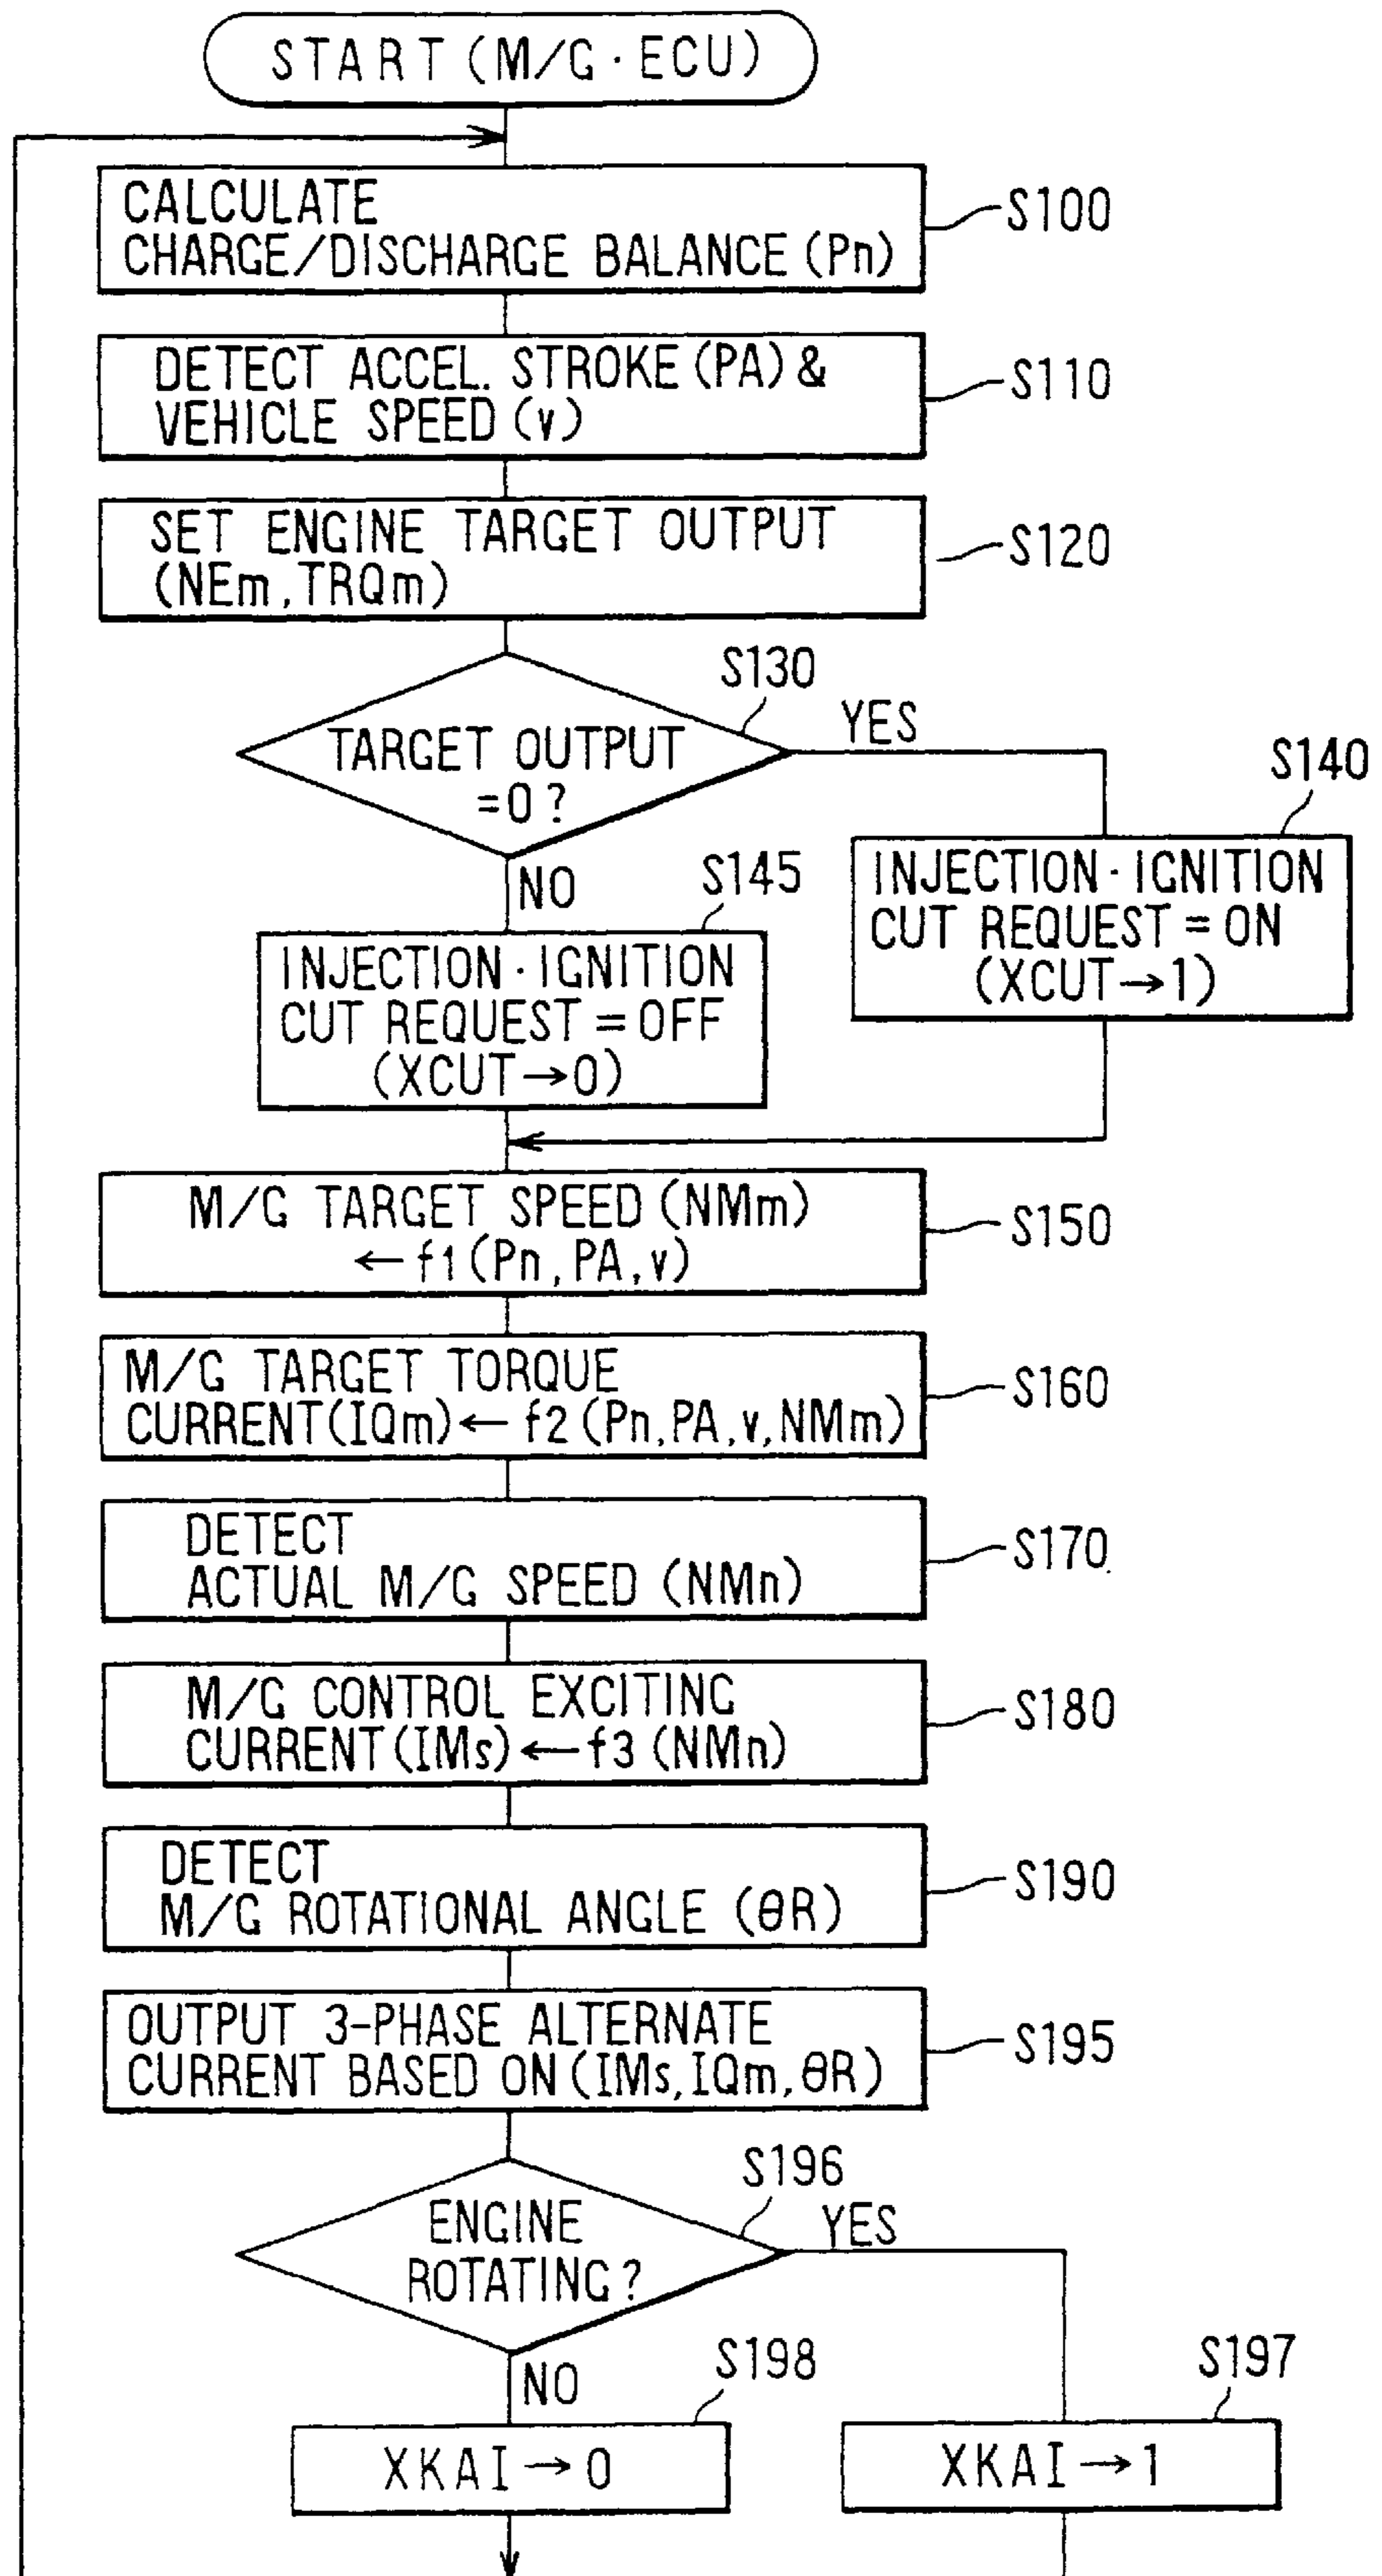 START (M/G · ECU)
CALCULATE
CHARGE/DISCHARGE BALANCE (Pn)
S100
DETECT ACCEL. STROKE (PA) &
VEHICLE SPEED (v)
S110
SET ENGINE TARGET OUTPUT
(NEm, TRQm)
S120
S130
TARGET OUTPUT
=0?
YES
NO
S140
INJECTION · IGNITION
CUT REQUEST = ON
(XCUT→1)
S145
INJECTION · IGNITION
CUT REQUEST = OFF
(XCUT→0)
M/G TARGET SPEED (NMm)
← f1 (Pn, PA, v)
S150
M/G TARGET TORQUE
CURRENT (IQm) ← f2 (Pn, PA, v, NMm)
S160
DETECT
ACTUAL M/G SPEED (NMn)
S170
M/G CONTROL EXCITING
CURRENT (IMs) ← f3 (NMn)
S180
DETECT
M/G ROTATIONAL ANGLE (θR)
S190
OUTPUT 3-PHASE ALTERNATE
CURRENT BASED ON (IMs, IQm, θR)
S195
S196
ENGINE
ROTATING?
YES
NO
S198
XKAI → 0
S197
XKAI → 1